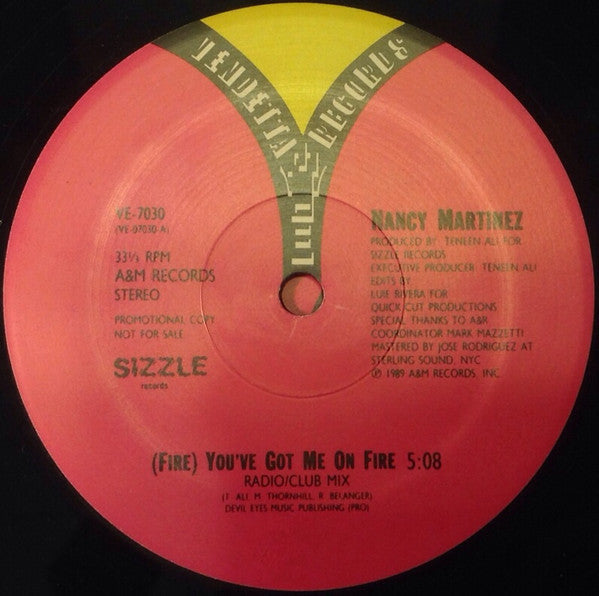 VENDETTA RECORDS
VE-7030
(VE-07030-A)
33⅓ RPM
A&M RECORDS
STEREO
PROMOTIONAL COPY
NOT FOR SALE
SIZZLE
records
NANCY MARTINEZ
PRODUCED BY TENEEN ALI FOR
SIZZLE RECORDS
EXECUTIVE PRODUCER TENEEN ALI
EDITS BY
LUIE RIVERA FOR
QUICK CUT PRODUCTIONS
SPECIAL THANKS TO A&R
COORDINATOR MARK MAZZETTI
MASTERED BY JOSE RODRIGUEZ AT
STERLING SOUND, NYC
℗ 1989 A&M RECORDS, INC.
(FIRE) YOU'VE GOT ME ON FIRE 5:08
RADIO/CLUB MIX
(T. ALI, M. THORNHILL, R. BELANGER)
DEVIL EYES MUSIC PUBLISHING (PRO)